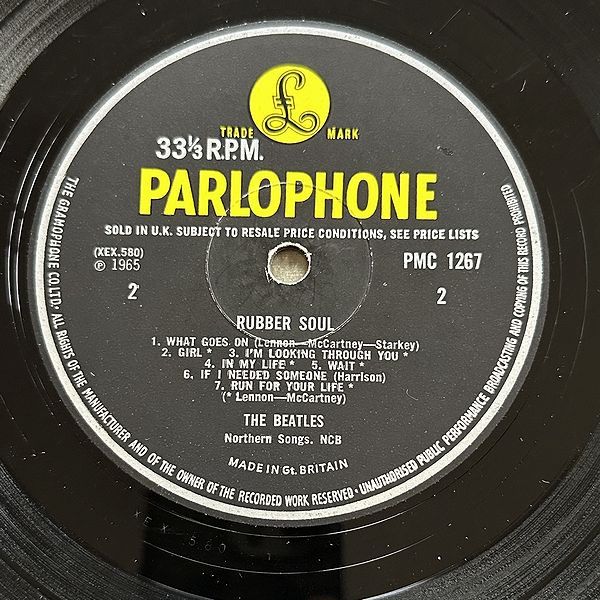 £
TRADE MARK
33⅓ R.P.M.
PARLOPHONE
SOLD IN U.K. SUBJECT TO RESALE PRICE CONDITIONS, SEE PRICE LISTS
(XEX.580)
℗ 1965
PMC 1267
2
2
RUBBER SOUL
1. WHAT GOES ON (Lennon—McCartney—Starkey)
2. GIRL * 3. I'M LOOKING THROUGH YOU *
4. IN MY LIFE * 5. WAIT *
6. IF I NEEDED SOMEONE (Harrison)
7. RUN FOR YOUR LIFE *
(* Lennon—McCartney)
THE BEATLES
Northern Songs. NCB
MADE IN Gt. BRITAIN
THE GRAMOPHONE CO. LTD. · ALL RIGHTS OF THE MANUFACTURER AND OF THE OWNER OF THE RECORDED WORK RESERVED · UNAUTHORISED PUBLIC PERFORMANCE BROADCASTING AND COPYING OF THIS RECORD PROHIBITED
XEX 580